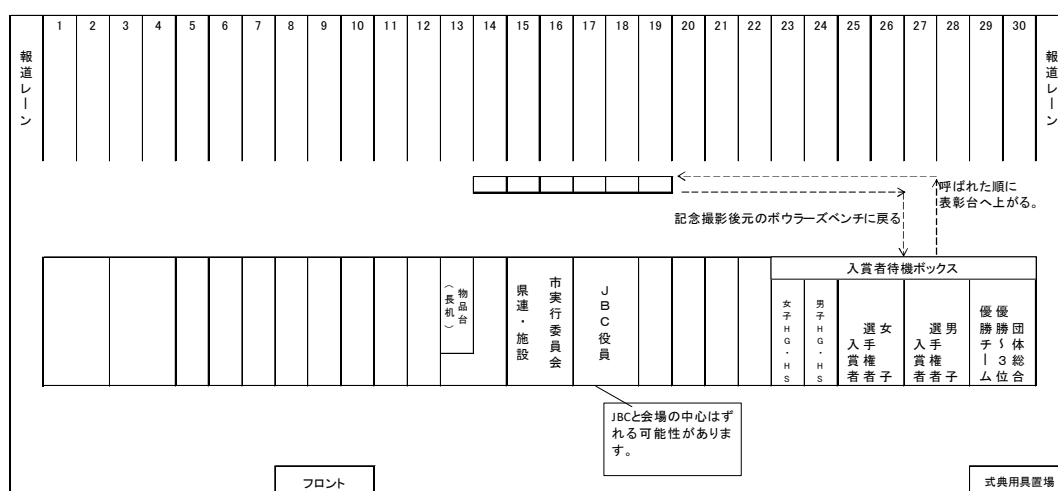 1 2 3 4 5 6 7 8 9 10 11 12 13 14 15 16 17 18 19 20 21 22 23 24 25 26 27 28 29 30
報道レーン
報道レーン
呼ばれた順に
表彰台へ上がる。
記念撮影後元のボウラーズベンチに戻る
入賞者待機ボックス
物品台
(長机)
県連・施設
市実行委員会
JBC役員
女子HG・HS
男子HG・HS
女子
選手権者
入賞者
男子
選手権者
入賞者
団体総合
優勝~3位
優勝チーム
JBCと会場の中心はず
れる可能性がありま
す。
フロント
式典用具置場